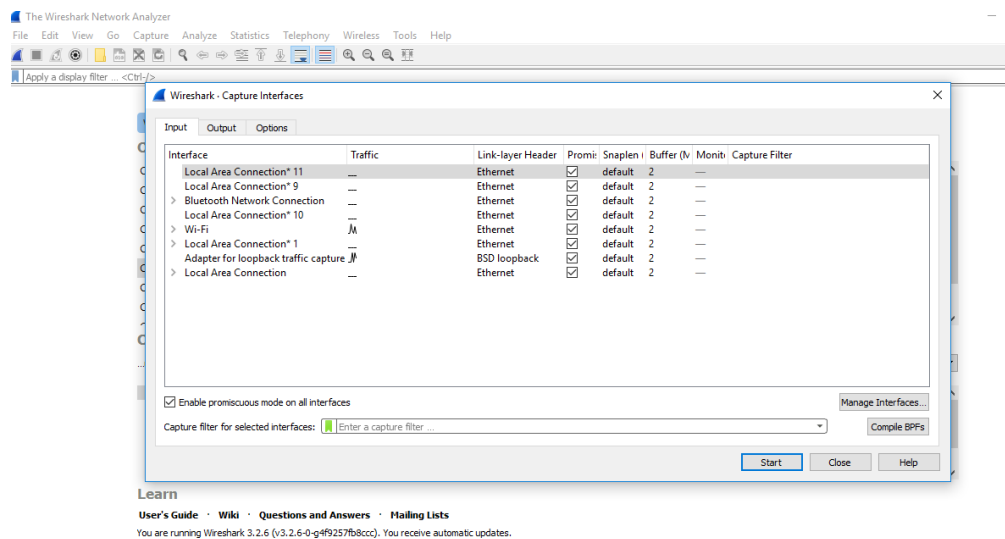 The Wireshark Network Analyzer
File Edit View Go Capture Analyze Statistics Telephony Wireless Tools Help
Apply a display filter ... <Ctrl-/>
Wireshark · Capture Interfaces
Input Output Options
Interface Traffic Link-layer Header Promis Snaplen Buffer (M Monit Capture Filter
Local Area Connection* 11 Ethernet default 2 —
Local Area Connection* 9 Ethernet default 2 —
Bluetooth Network Connection Ethernet default 2 —
Local Area Connection* 10 Ethernet default 2 —
Wi-Fi Ethernet default 2 —
Local Area Connection* 1 Ethernet default 2 —
Adapter for loopback traffic capture BSD loopback default 2 —
Local Area Connection Ethernet default 2 —
Enable promiscuous mode on all interfaces
Manage Interfaces...
Capture filter for selected interfaces: Enter a capture filter ...
Compile BPFs
Start Close Help
Learn
User's Guide · Wiki · Questions and Answers · Mailing Lists
You are running Wireshark 3.2.6 (v3.2.6-0-g4f9257fb8ccc). You receive automatic updates.